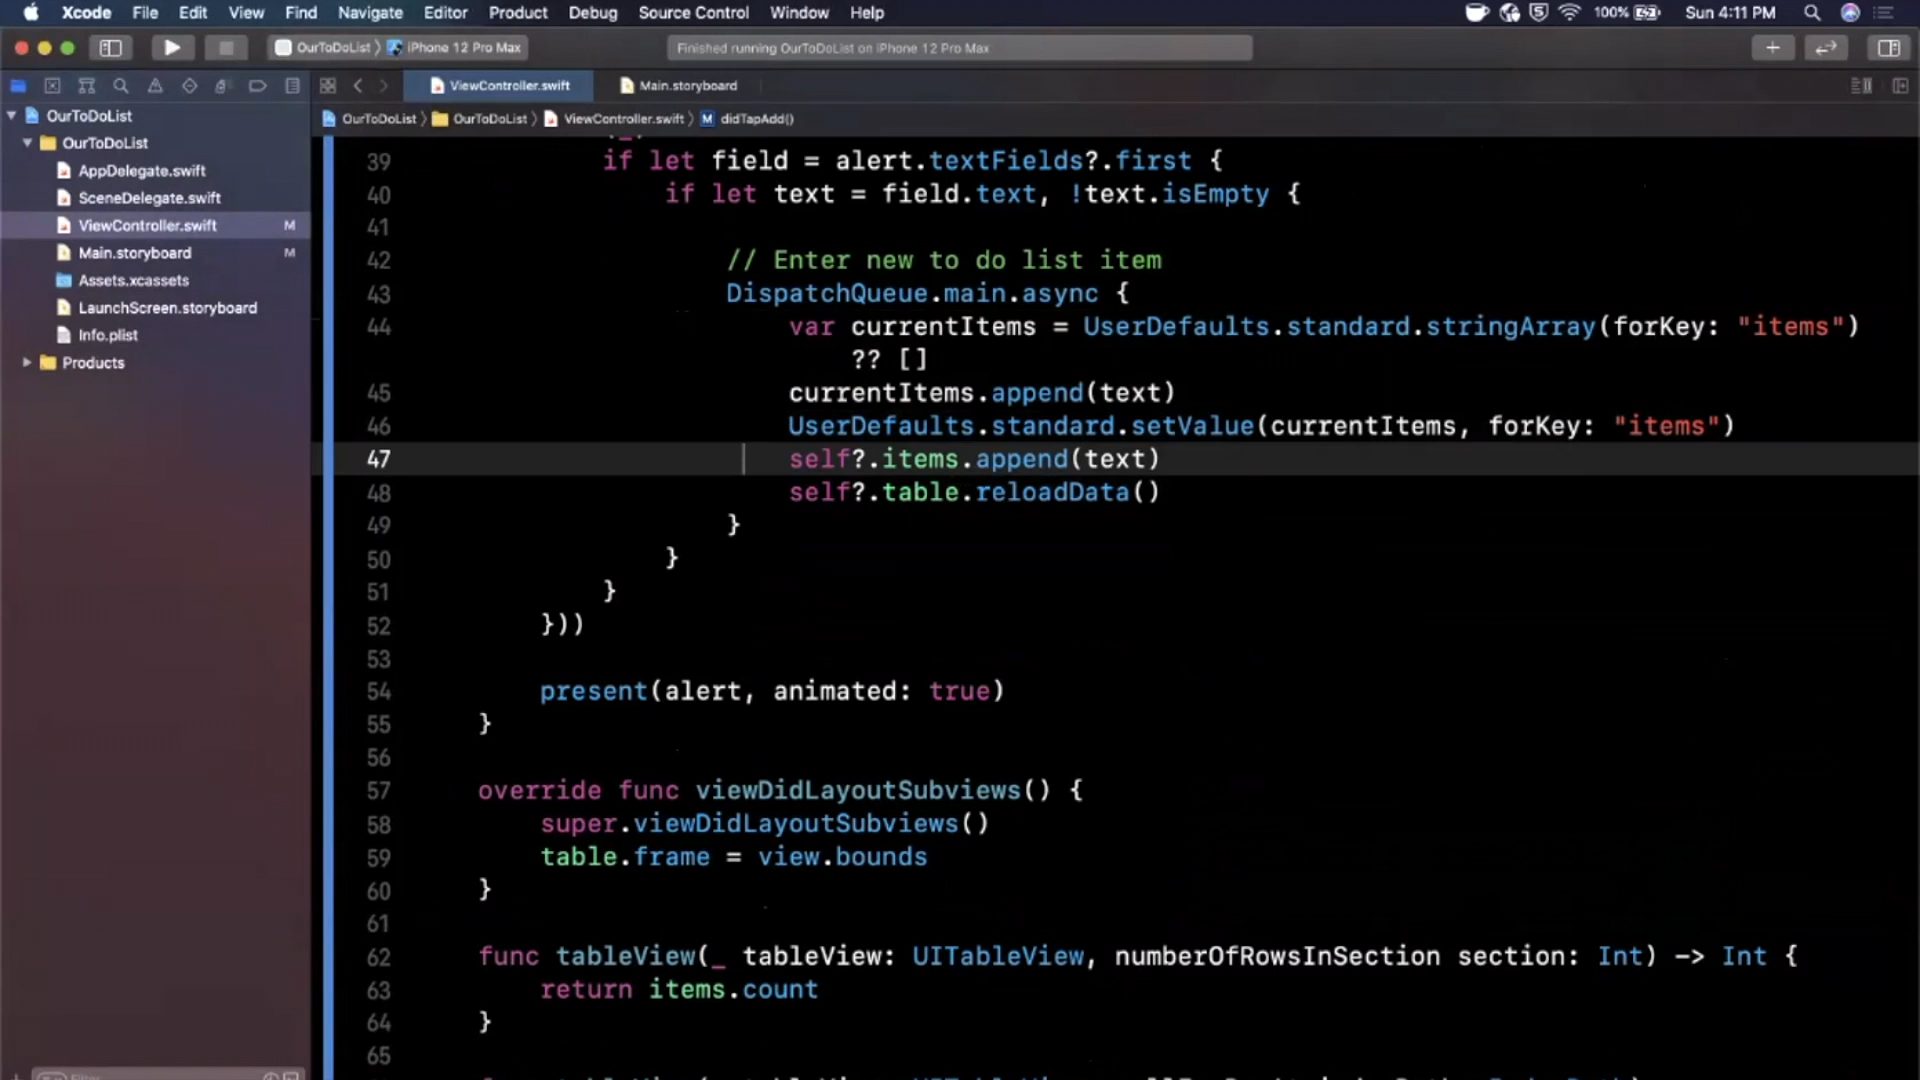 Xcode File Edit View Find Navigate Editor Product Debug Source Control Window Help 100% Sun 4:11 PM
OurToDoList 〉 iPhone 12 Pro Max Finished running OurToDoList on iPhone 12 Pro Max
ViewController.swift Main.storyboard
OurToDoList 〉 OurToDoList 〉 ViewController.swift 〉 M didTapAdd()
OurToDoList
OurToDoList
AppDelegate.swift
SceneDelegate.swift
ViewController.swift M
Main.storyboard M
Assets.xcassets
LaunchScreen.storyboard
Info.plist
Products
Filter
39 if let field = alert.textFields?.first {
40 if let text = field.text, !text.isEmpty {
41
42 // Enter new to do list item
43 DispatchQueue.main.async {
44 var currentItems = UserDefaults.standard.stringArray(forKey: "items")
?? []
45 currentItems.append(text)
46 UserDefaults.standard.setValue(currentItems, forKey: "items")
47 self?.items.append(text)
48 self?.table.reloadData()
49 }
50 }
51 }
52 }))
53
54 present(alert, animated: true)
55 }
56
57 override func viewDidLayoutSubviews() {
58 super.viewDidLayoutSubviews()
59 table.frame = view.bounds
60 }
61
62 func tableView(_ tableView: UITableView, numberOfRowsInSection section: Int) -> Int {
63 return items.count
64 }
65